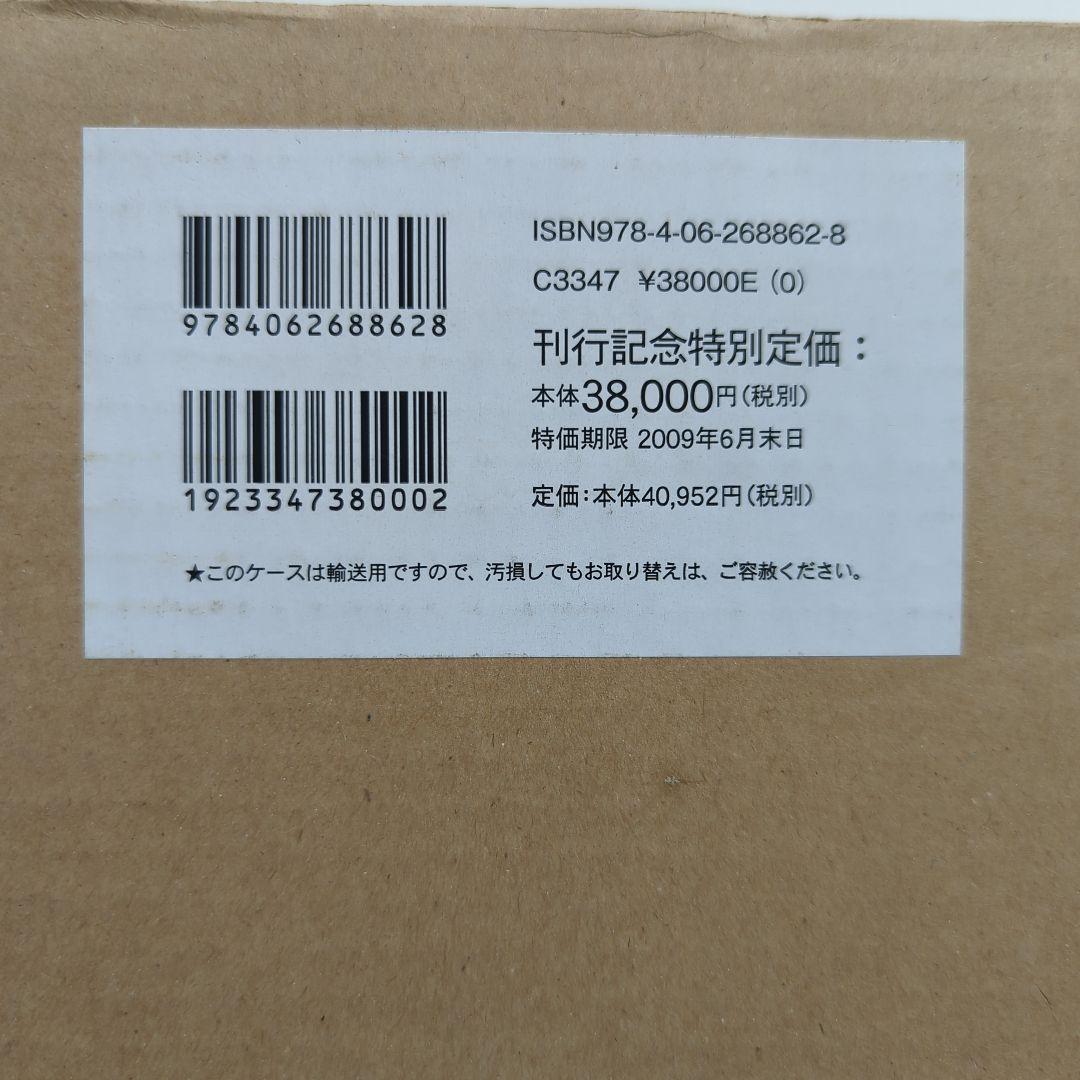 9784062688628
1923347380002
ISBN978-4-06-268862-8
C3347 ¥38000E (0)
刊行記念特別定価：
本体38,000円(税別)
特価期限 2009年6月末日
定価：本体40,952円(税別)
★このケースは輸送用ですので、汚損してもお取り替えは、ご容赦ください。